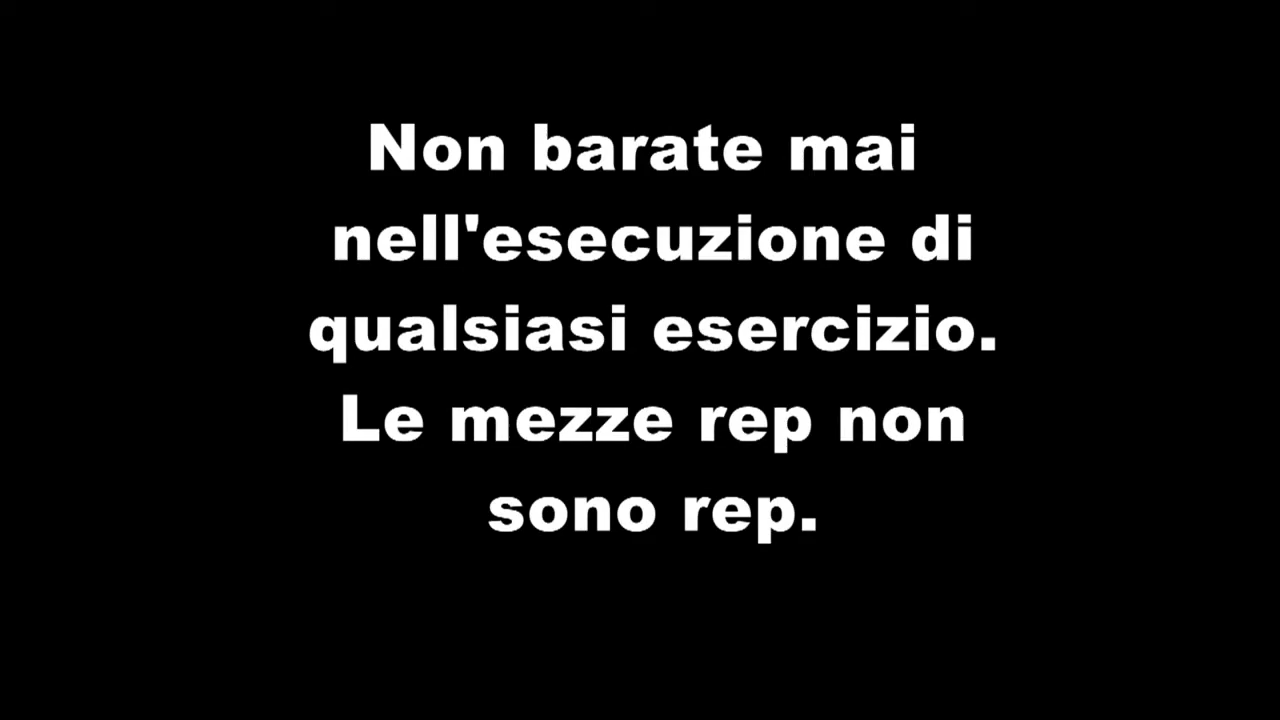 Non barate mai
nell'esecuzione di
qualsiasi esercizio.
Le mezze rep non
sono rep.